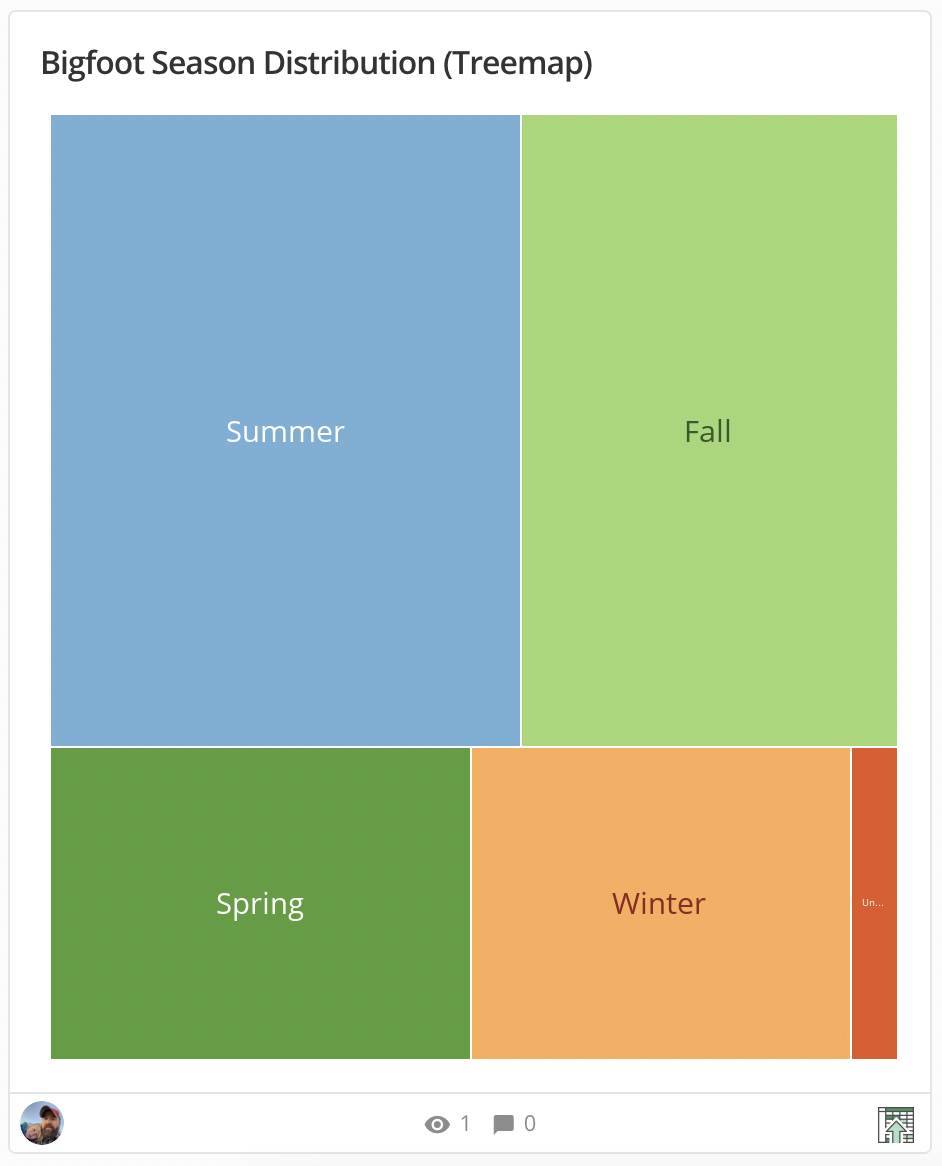 Bigfoot Season Distribution (Treemap)
Summer
Fall
Spring
Winter
Un...
1
0